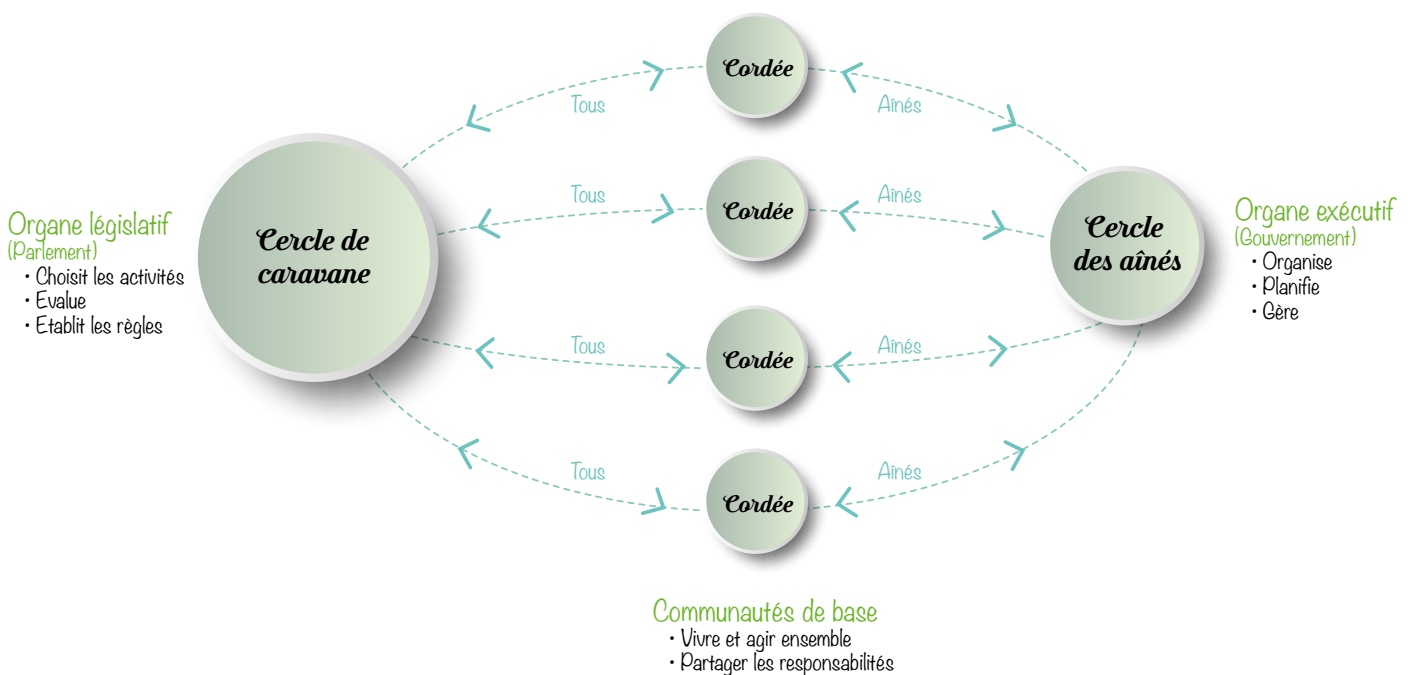 Cordée
Tous
Aînés
Cordée
Tous
Aînés
Organe législatif
(Parlement)
• Choisit les activités
• Evalue
• Etablit les règles
Cercle de
caravane
Cercle
des aînés
Organe exécutif
(Gouvernement)
• Organise
• Planifie
• Gère
Cordée
Tous
Aînés
Cordée
Tous
Aînés
Communautés de base
• Vivre et agir ensemble
• Partager les responsabilités